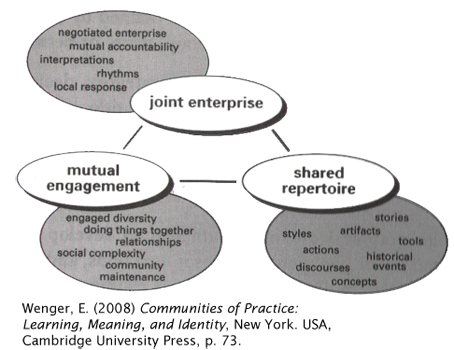 negotiated enterprise
mutual accountability
interpretations
rhythms
local response
joint enterprise
mutual
engagement
shared
repertoire
engaged diversity
doing things together
relationships
social complexity
community
maintenance
stories
styles
artifacts
tools
actions
historical
events
discourses
concepts
Wenger, E. (2008) Communities of Practice:
Learning, Meaning, and Identity, New York. USA,
Cambridge University Press, p. 73.